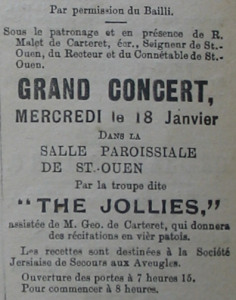 Par permission du Bailli.
Sous le patronage et en présence de R.
Malet de Carteret, écr., Seigneur de St.-
Ouen, du Recteur et du Connétable de St.-
Ouen.
GRAND CONCERT,
MERCREDI le 18 Janvier
DANS LA
SALLE PAROISSIALE
DE ST.-OUEN
Par la troupe dite
"THE JOLLIES,"
assistée de M. Geo. de Carteret, qui donnera
des récitations en vièr patois.
Les recettes sont destinées à la Société
Jersiaise de Secours aux Aveugles.
Ouverture des portes à 7 heures 15.
Pour commencer à 8 heures.